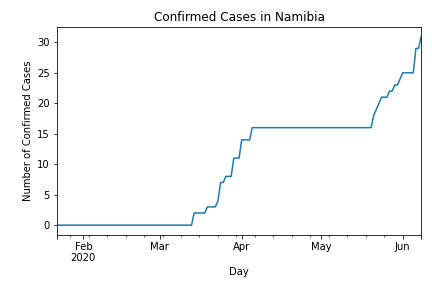 Confirmed Cases in Namibia
Number of Confirmed Cases
30
25
20
15
10
5
0
Feb
2020
Mar
Apr
May
Jun
Day